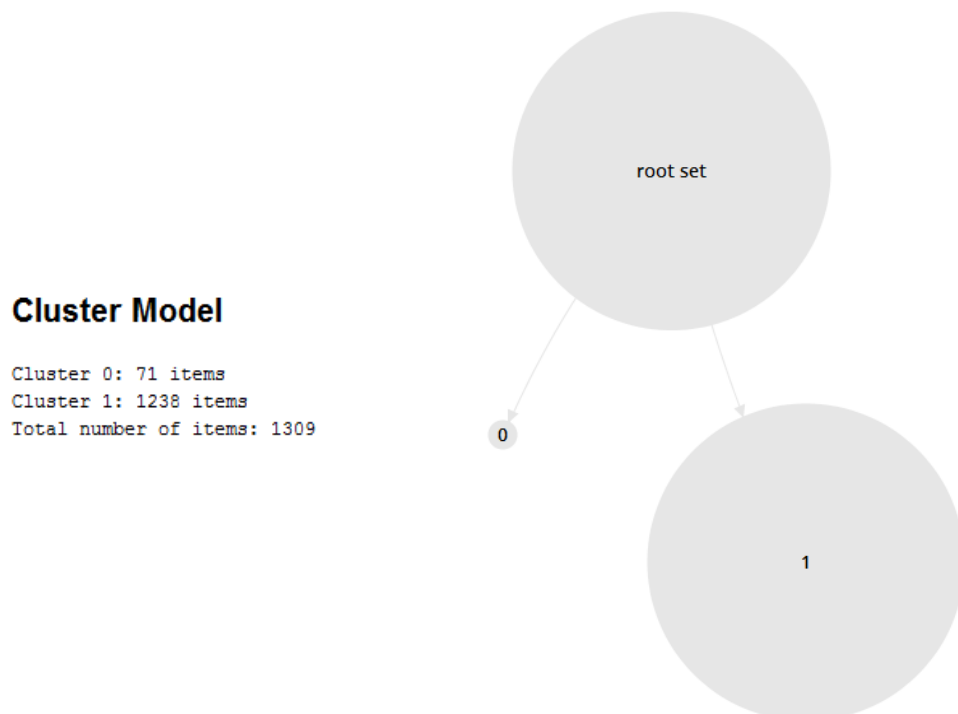 root set
Cluster Model
Cluster 0: 71 items
Cluster 1: 1238 items
Total number of items: 1309
0
1